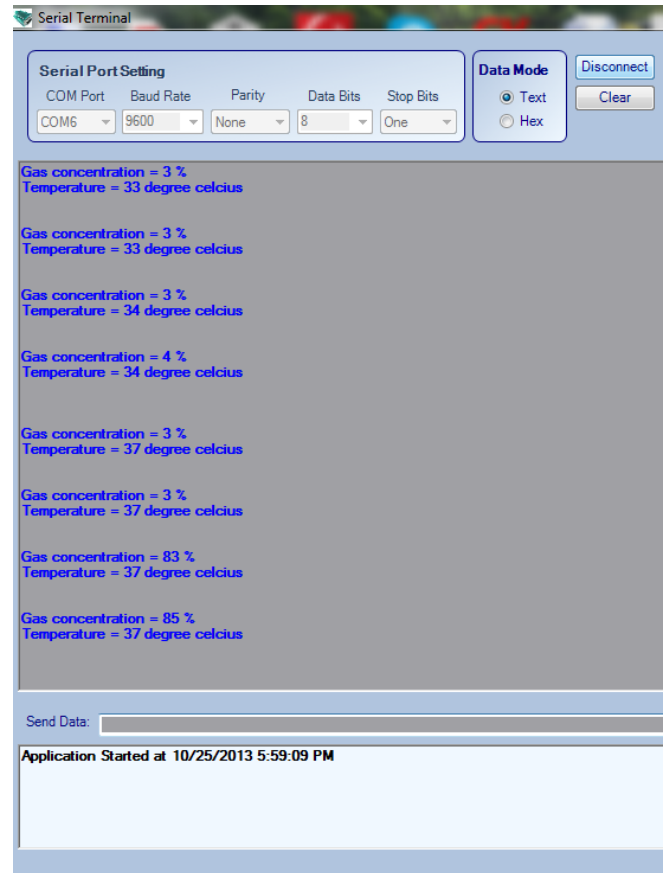 Serial Terminal
Serial Port Setting
COM Port Baud Rate Parity Data Bits Stop Bits
COM6 9600 None 8 One
Data Mode
Text
Hex
Disconnect
Clear
Gas concentration = 3 %
Temperature = 33 degree celcius
Gas concentration = 3 %
Temperature = 33 degree celcius
Gas concentration = 3 %
Temperature = 34 degree celcius
Gas concentration = 4 %
Temperature = 34 degree celcius
Gas concentration = 3 %
Temperature = 37 degree celcius
Gas concentration = 3 %
Temperature = 37 degree celcius
Gas concentration = 83 %
Temperature = 37 degree celcius
Gas concentration = 85 %
Temperature = 37 degree celcius
Send Data:
Application Started at 10/25/2013 5:59:09 PM